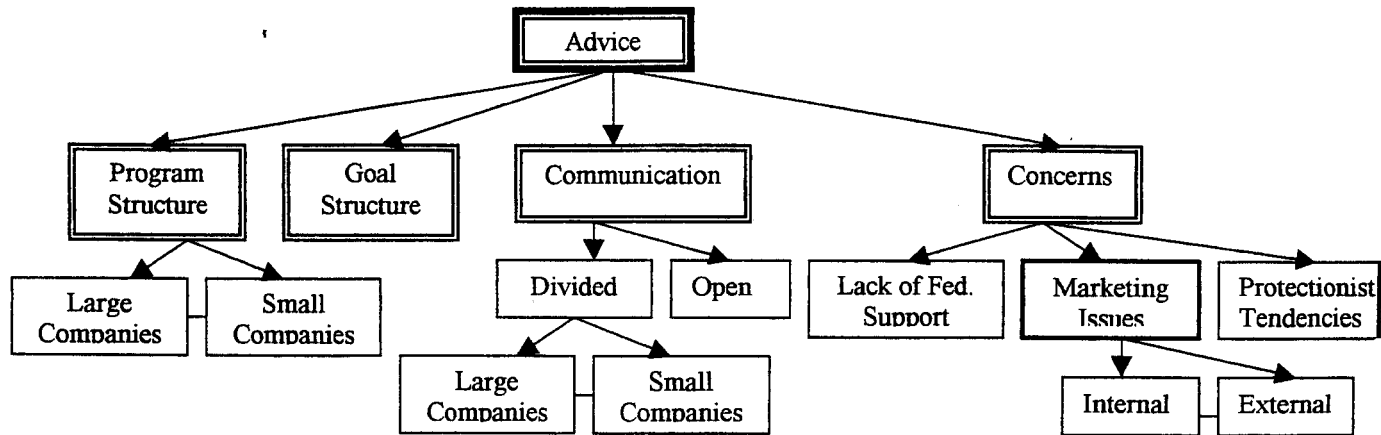 Advice
Program
Structure
Goal
Structure
Communication
Concerns
Large
Companies
Small
Companies
Divided
Open
Lack of Fed.
Support
Marketing
Issues
Protectionist
Tendencies
Large
Companies
Small
Companies
Internal
External